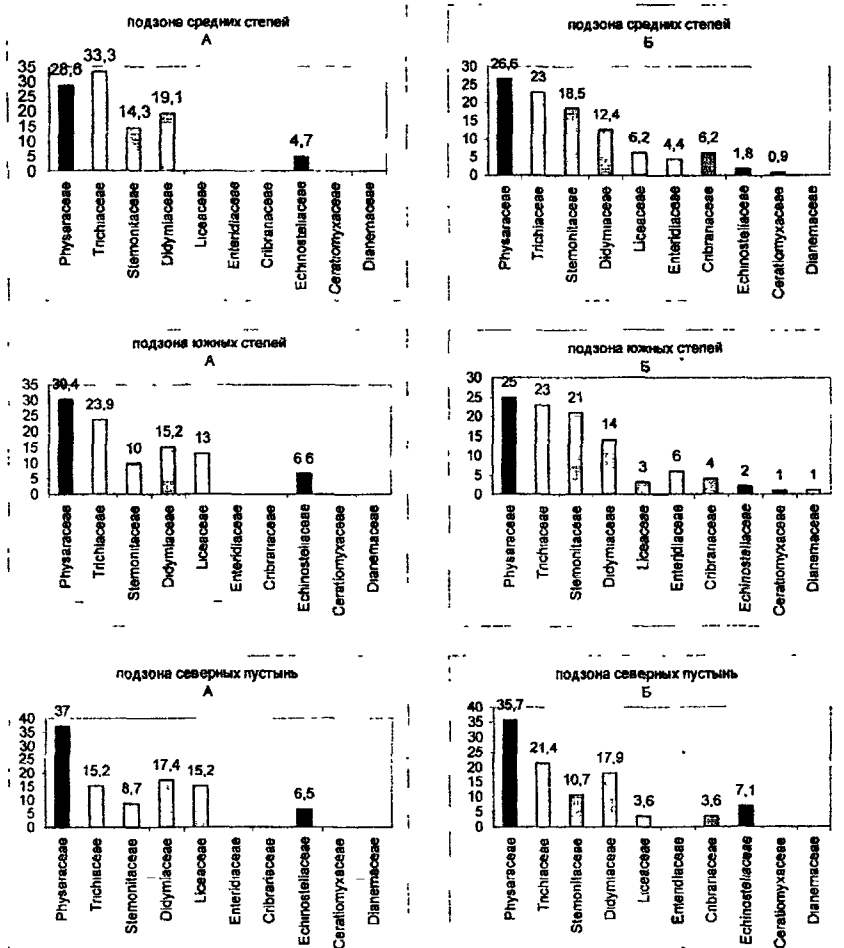 подзона средних степей
А
35
30
25
20
15
10
5
0
28,6
33,3
14,3
19,1
4,7
Physaraceae
Trichiaceae
Stemonitaceae
Didymiaceae
Liceaceae
Enteridiaceae
Cribranaceae
Echinosteliaceae
Ceratiomyxaceae
Dianemaceae
подзона средних степей
Б
30
25
20
15
10
5
0
26,6
23
18,5
12,4
6,2
4,4
6,2
1,8
0,9
Physaraceae
Trichiaceae
Stemonitaceae
Didymiaceae
Liceaceae
Enteridiaceae
Cribranaceae
Echinosteliaceae
Ceratiomyxaceae
Dianemaceae
подзона южных степей
А
35
30
25
20
15
10
5
0
30,4
23,9
10
15,2
13
6 6
Physaraceae
Trichiaceae
Stemonitaceae
Didymiaceae
Liceaceae
Enteridiaceae
Cribranaceae
Echinosteliaceae
Ceratiomyxaceae
Dianemaceae
подзона южных степей
Б
30
25
20
15
10
5
0
25
23
21
14
3
6
4
2
1
1
Physaraceae
Trichiaceae
Stemonitaceae
Didymiaceae
Liceaceae
Enteridiaceae
Cribranaceae
Echinosteliaceae
Ceratiomyxaceae
Dianemaceae
подзона северных пустынь
А
40
35
30
25
20
15
10
5
0
37
15,2
8,7
17,4
15,2
6,5
Physaraceae
Trichiaceae
Stemonitaceae
Didymiaceae
Liceaceae
Enteridiaceae
Cribrariaceae
Echinosteliaceae
Ceratiomyxaceae
Dianemaceae
подзона северных пустынь
Б
40
35
30
25
20
15
10
5
0
35,7
21,4
10,7
17,9
3,6
3,6
7,1
Physaraceae
Trichiaceae
Stemonitaceae
Didymiaceae
Liceaceae
Enteridiaceae
Cribranaceae
Echinosteliaceae
Ceratiomyxaceae
Dianemaceae